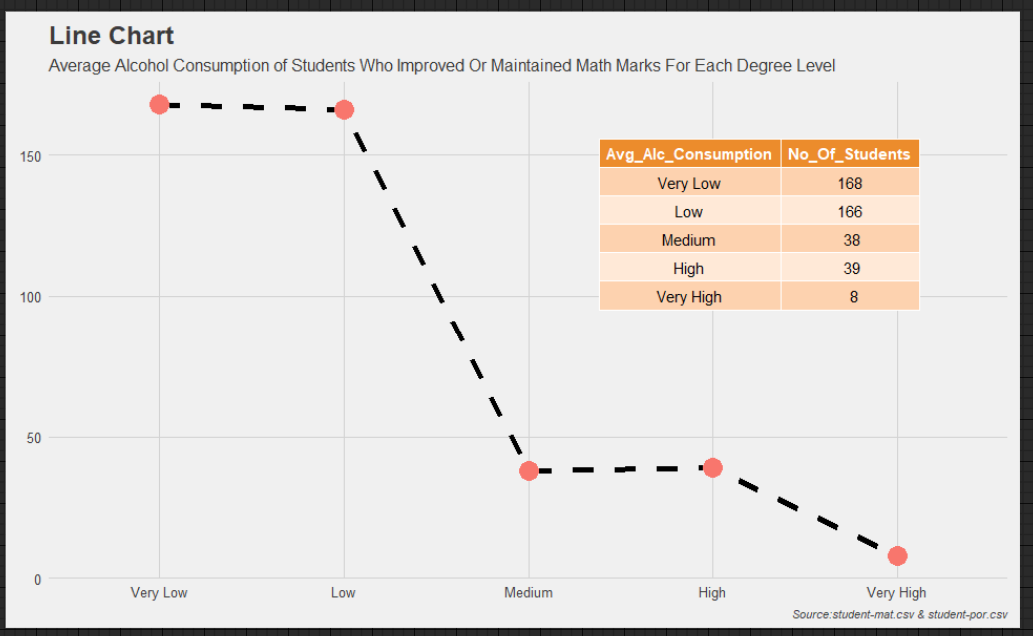 Line Chart
Average Alcohol Consumption of Students Who Improved Or Maintained Math Marks For Each Degree Level
150
100
50
0
Avg_Alc_Consumption No_Of_Students
Very Low 168
Low 166
Medium 38
High 39
Very High 8
Very Low Low Medium High Very High
Source:student-mat.csv & student-por.csv